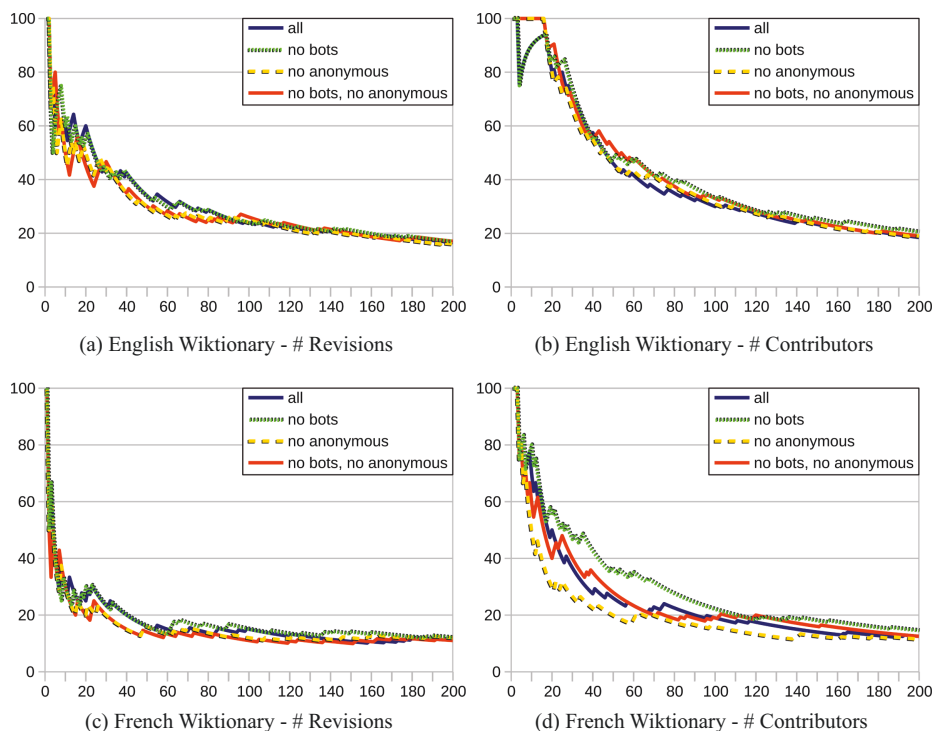 100
80
60
40
20
0
all
no bots
no anonymous
no bots, no anonymous
0 20 40 60 80 100 120 140 160 180 200
(a) English Wiktionary - # Revisions
100
80
60
40
20
0
all
no bots
no anonymous
no bots, no anonymous
0 20 40 60 80 100 120 140 160 180 200
(b) English Wiktionary - # Contributors
100
80
60
40
20
0
all
no bots
no anonymous
no bots, no anonymous
0 20 40 60 80 100 120 140 160 180 200
(c) French Wiktionary - # Revisions
100
80
60
40
20
0
all
no bots
no anonymous
no bots, no anonymous
0 20 40 60 80 100 120 140 160 180 200
(d) French Wiktionary - # Contributors